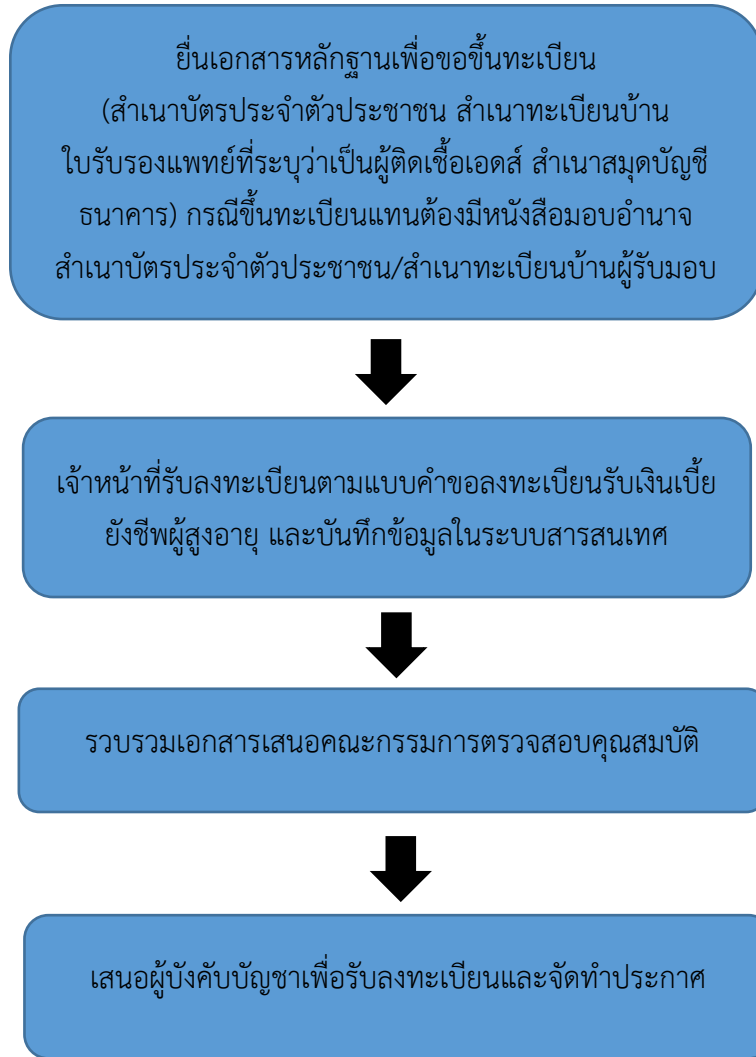 ยื่นเอกสารหลักฐานเพื่อขอขึ้นทะเบียน
(สำเนาบัตรประจำตัวประชาชน สำเนาทะเบียนบ้าน
ใบรับรองแพทย์ที่ระบุว่าเป็นผู้ติดเชื้อเอดส์ สำเนาสมุดบัญชี
ธนาคาร) กรณีขึ้นทะเบียนแทนต้องมีหนังสือมอบอำนาจ
สำเนาบัตรประจำตัวประชาชน/สำเนาทะเบียนบ้านผู้รับมอบ
เจ้าหน้าที่รับลงทะเบียนตามแบบคำขอลงทะเบียนรับเงินเบี้ย
ยังชีพผู้สูงอายุ และบันทึกข้อมูลในระบบสารสนเทศ
รวบรวมเอกสารเสนอคณะกรรมการตรวจสอบคุณสมบัติ
เสนอผู้บังคับบัญชาเพื่อรับลงทะเบียนและจัดทำประกาศ